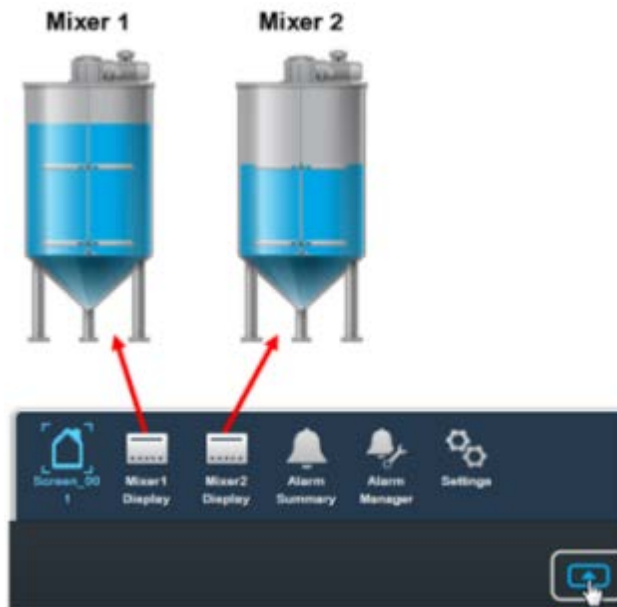 Mixer 1
Mixer 2
Screen_00
1
Mixer1
Display
Mixer2
Display
Alarm
Summary
Alarm
Manager
Settings